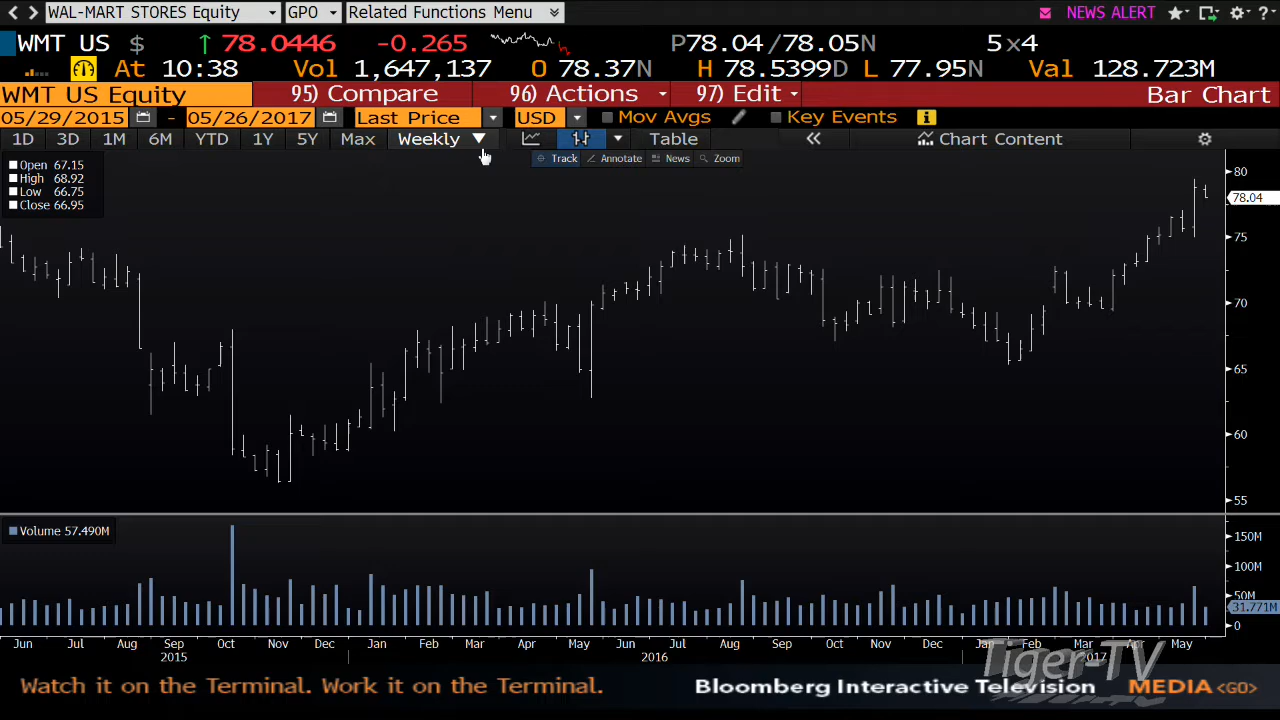 WAL-MART STORES Equity GPO Related Functions Menu NEWS ALERT ?
WMT US $ ↑ 78.0446 -0.265 P78.04/78.05N 5x4
At 10:38 Vol 1,647,137 O 78.37N H 78.5399D L 77.95N Val 128.723M
WMT US Equity 95) Compare 96) Actions 97) Edit Bar Chart
05/29/2015 - 05/26/2017 Last Price USD Mov Avgs Key Events i
1D 3D 1M 6M YTD 1Y 5Y Max Weekly ▼ Table « Chart Content
Track Annotate News Zoom
Open 67.15
High 68.92
Low 66.75
Close 66.95
80
78.04
75
70
65
60
55
Volume 57.490M
150M
100M
50M
31.771M
0
Jun Jul Aug Sep Oct Nov Dec Jan Feb Mar Apr May Jun Jul Aug Sep Oct Nov Dec Jan Feb Mar Apr May
2015 2016 2017
Tiger-TV
Watch it on the Terminal. Work it on the Terminal. Bloomberg Interactive Television MEDIA <GO>